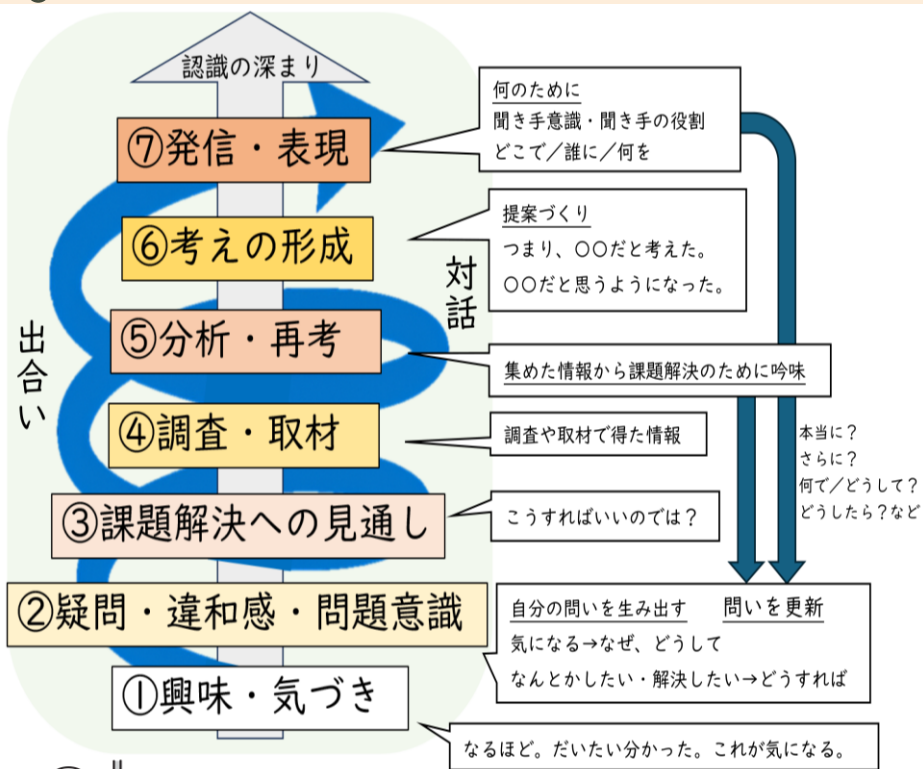 認識の深まり
⑦発信・表現
何のために
聞き手意識・聞き手の役割
どこで／誰に／何を
⑥考えの形成
提案づくり
つまり、○○だと考えた。
○○だと思うようになった。
対話
出合い
⑤分析・再考
集めた情報から課題解決のために吟味
④調査・取材
調査や取材で得た情報
本当に？
さらに？
何で／どうして？
どうしたら？など
③課題解決への見通し
こうすればいいのでは？
②疑問・違和感・問題意識
自分の問いを生み出す　問いを更新
気になる→なぜ、どうして
なんとかしたい・解決したい→どうすれば
①興味・気づき
なるほど。だいたい分かった。これが気になる。